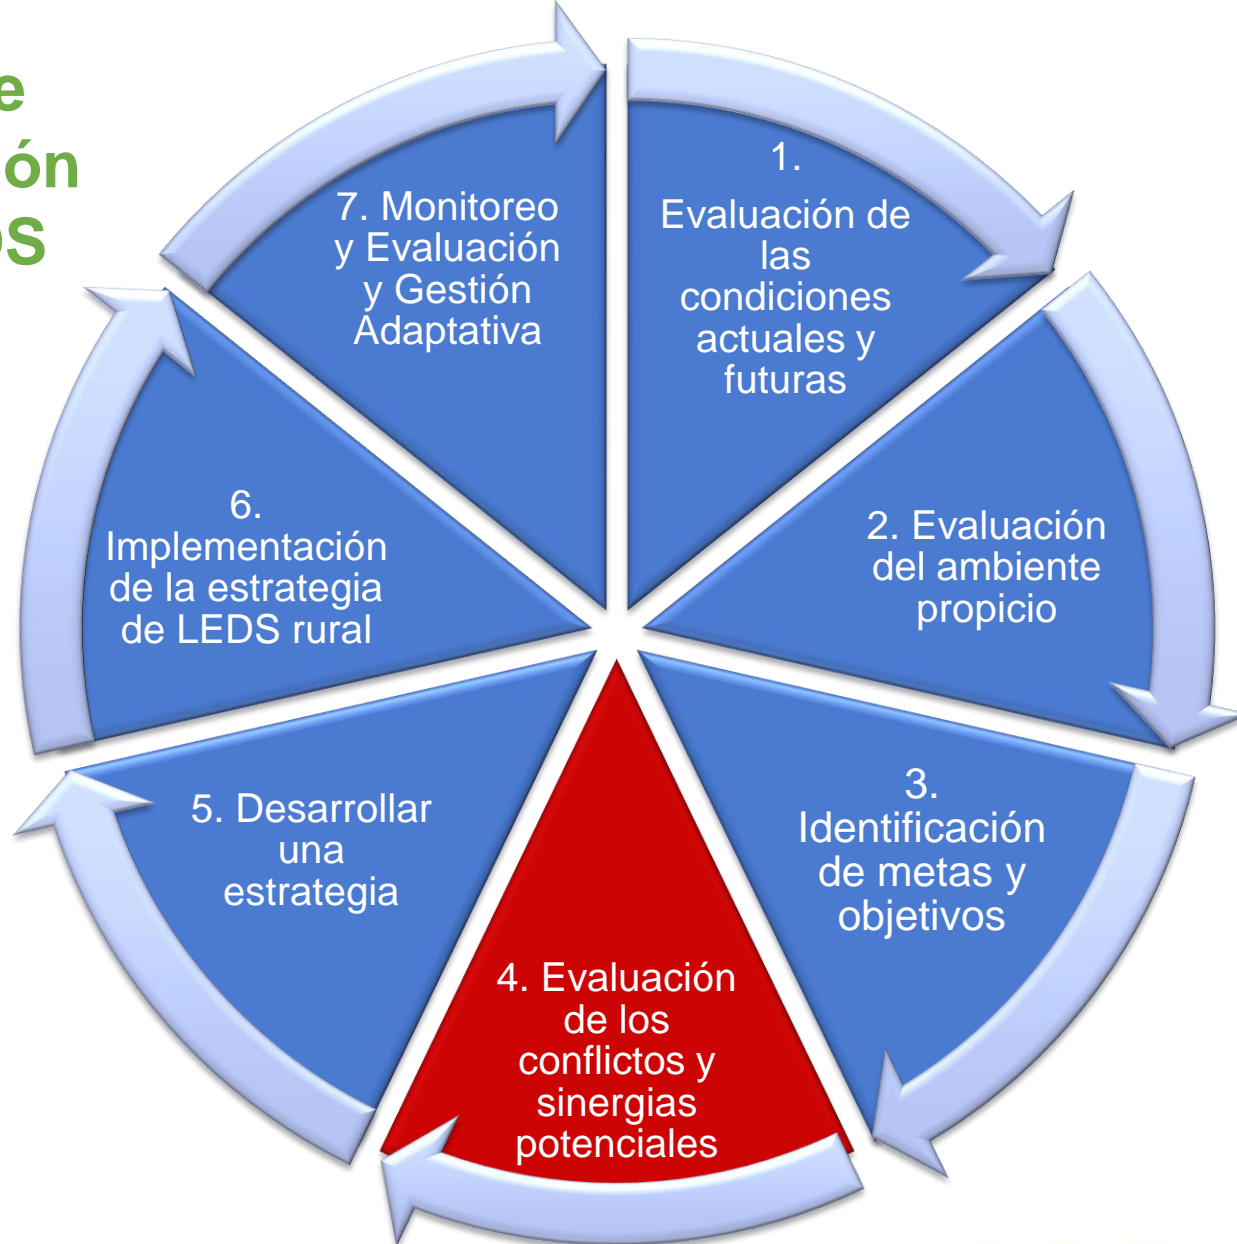 e
ión
OS
1.
Evaluación de
las
condiciones
actuales y
futuras
2. Evaluación
del ambiente
propicio
3.
Identificación
de metas y
objetivos
4. Evaluación
de los
conflictos y
sinergias
potenciales
5. Desarrollar
una
estrategia
6.
Implementación
de la estrategia
de LEDS rural
7. Monitoreo
y Evaluación
y Gestión
Adaptativa